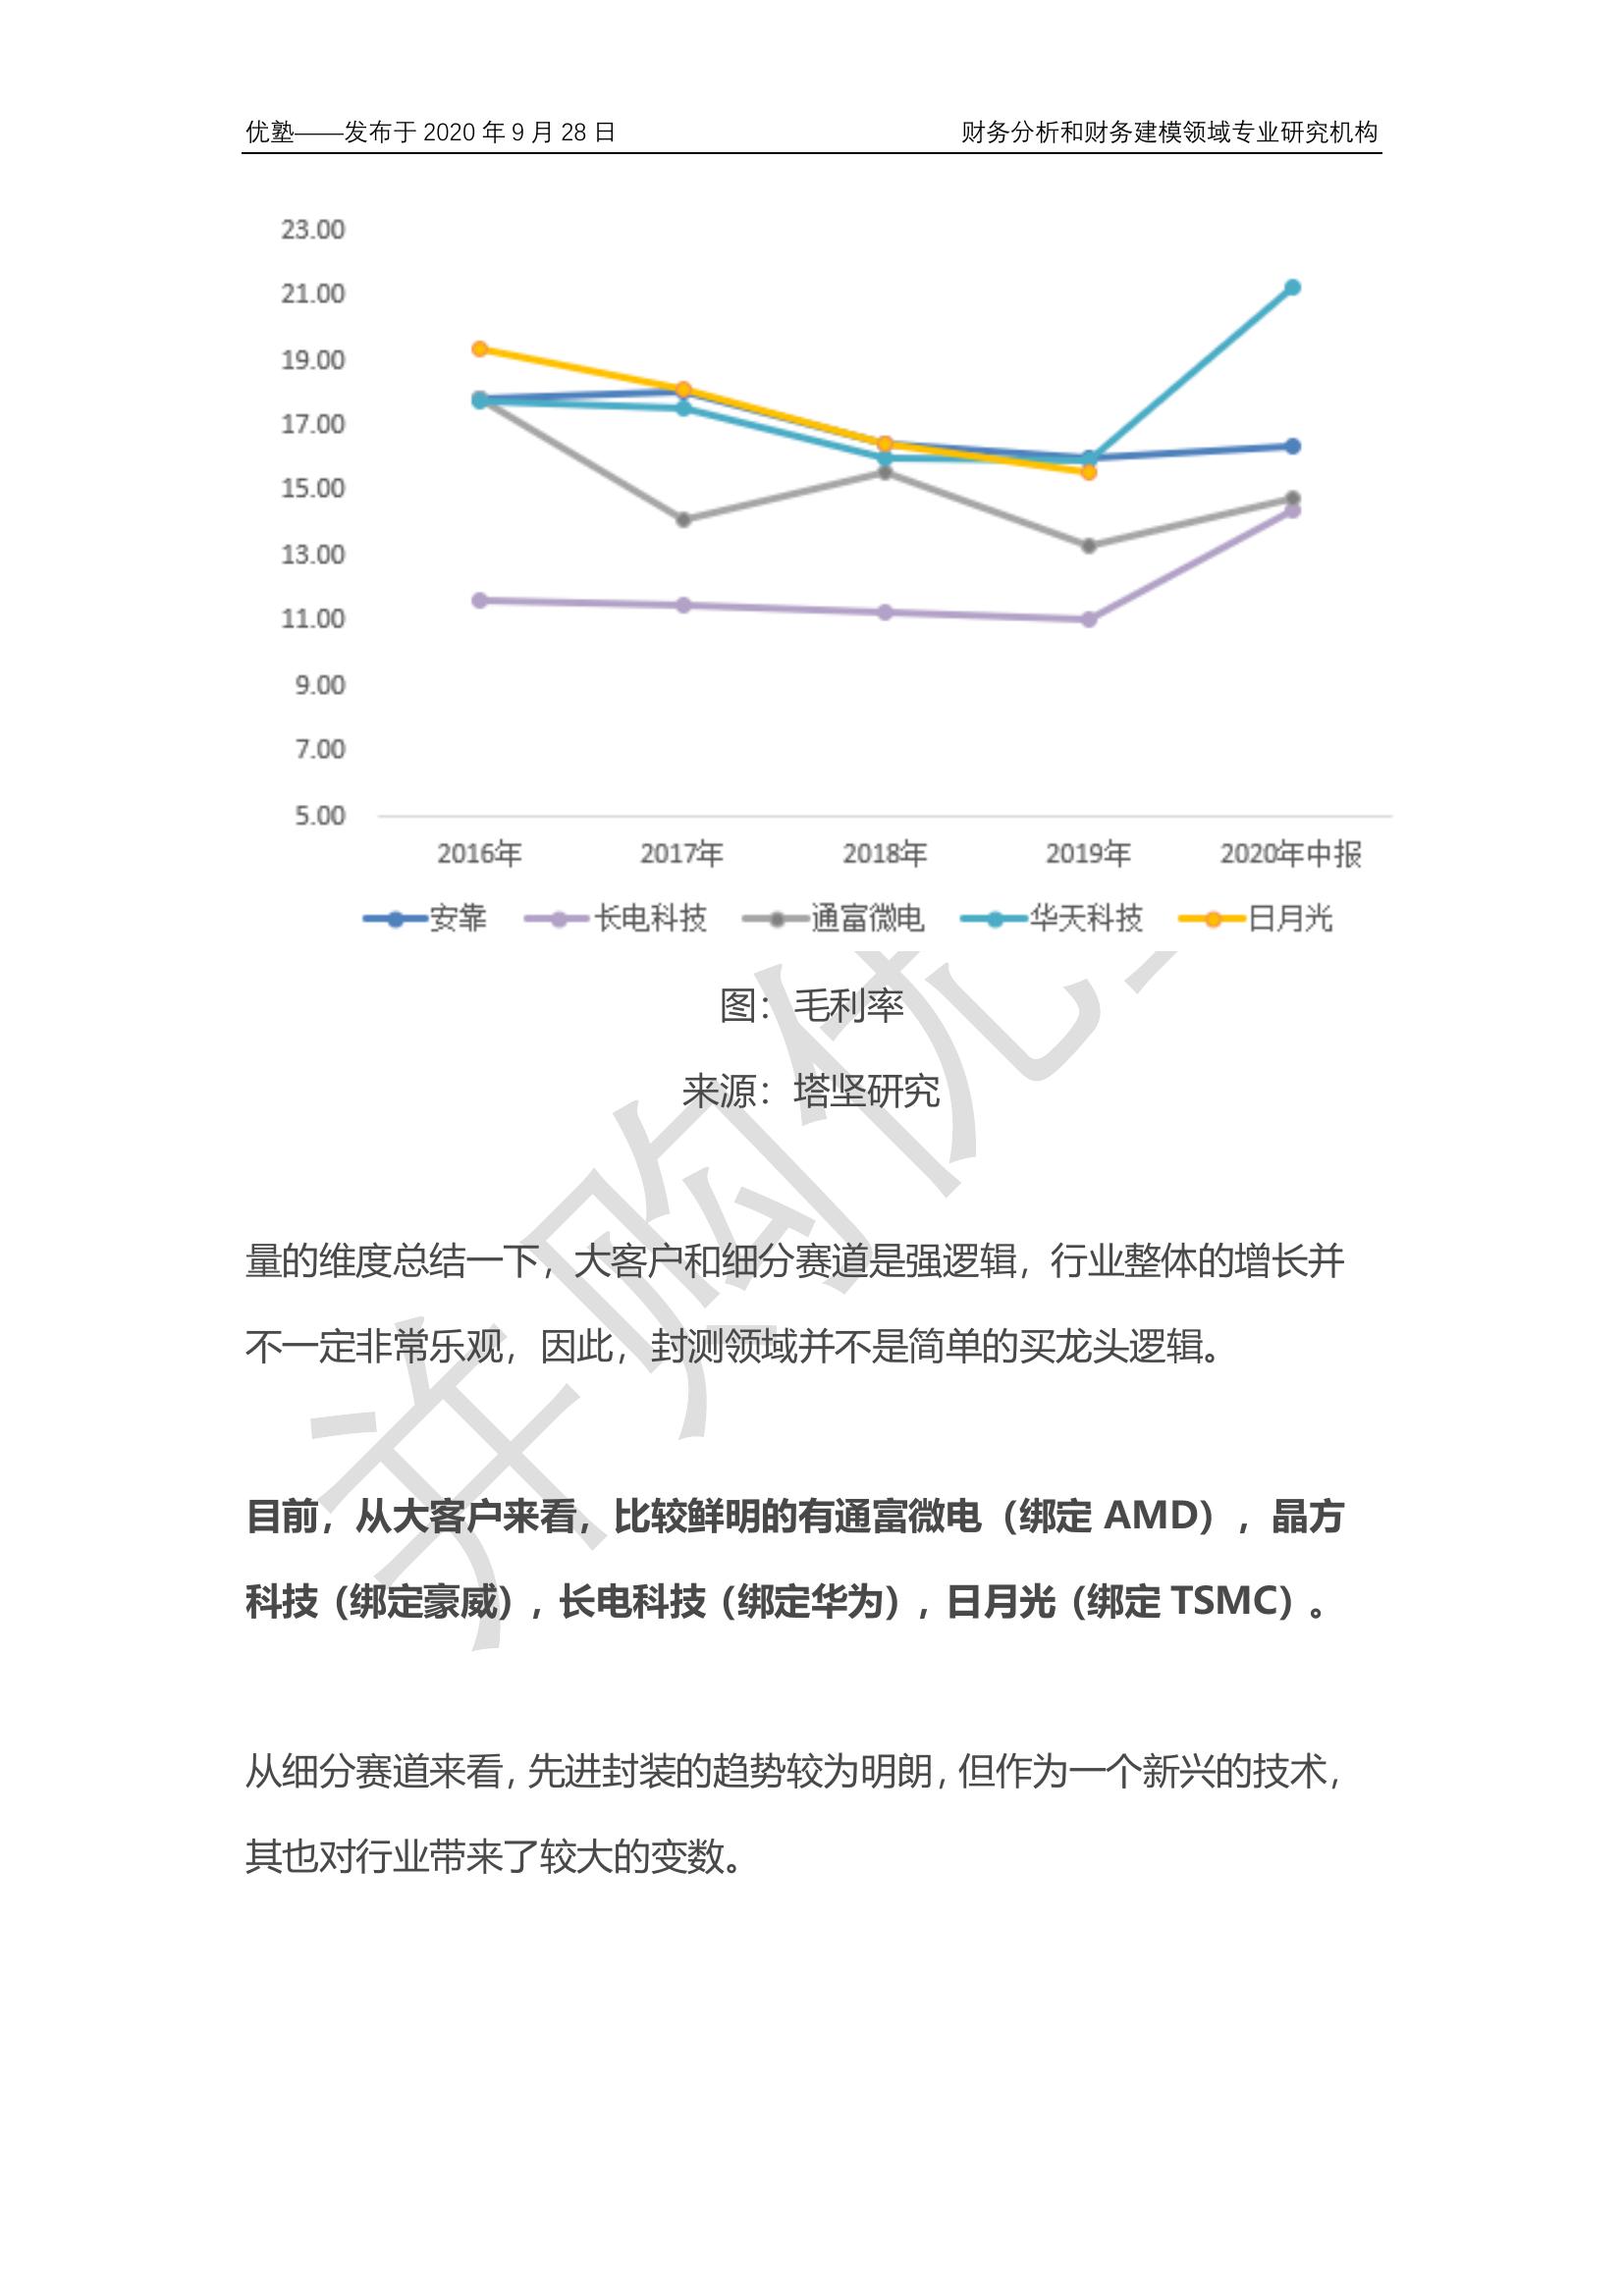 优塾——发布于 2020 年 9 月 28 日 财务分析和财务建模领域专业研究机构
23.00
21.00
19.00
17.00
15.00
13.00
11.00
9.00
7.00
5.00
2016年 2017年 2018年 2019年 2020年中报
安靠 长电科技 通富微电 华天科技 日月光
图：毛利率
来源：塔坚研究
量的维度总结一下，大客户和细分赛道是强逻辑，行业整体的增长并
不一定非常乐观，因此，封测领域并不是简单的买龙头逻辑。
目前，从大客户来看，比较鲜明的有通富微电（绑定 AMD），晶方
科技（绑定豪威），长电科技（绑定华为），日月光（绑定 TSMC）。
从细分赛道来看，先进封装的趋势较为明朗，但作为一个新兴的技术，
其也对行业带来了较大的变数。
并购优